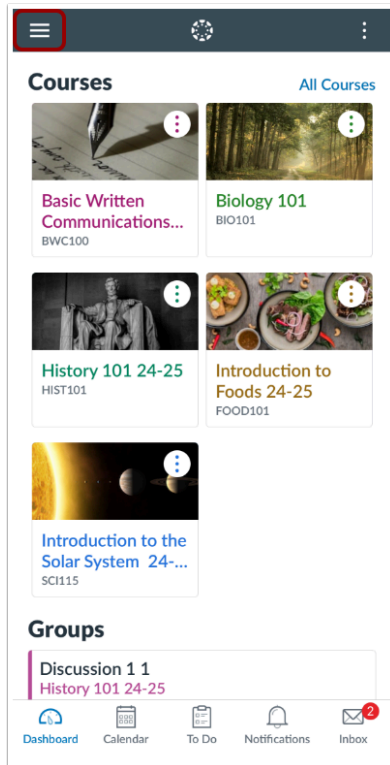 Courses
All Courses
Basic Written
Communications...
BWC100
Biology 101
BIO101
History 101 24-25
HIST101
Introduction to
Foods 24-25
FOOD101
Introduction to the
Solar System 24-...
SCI115
Groups
Discussion 1 1
History 101 24-25
2
Dashboard
Calendar
To Do
Notifications
Inbox